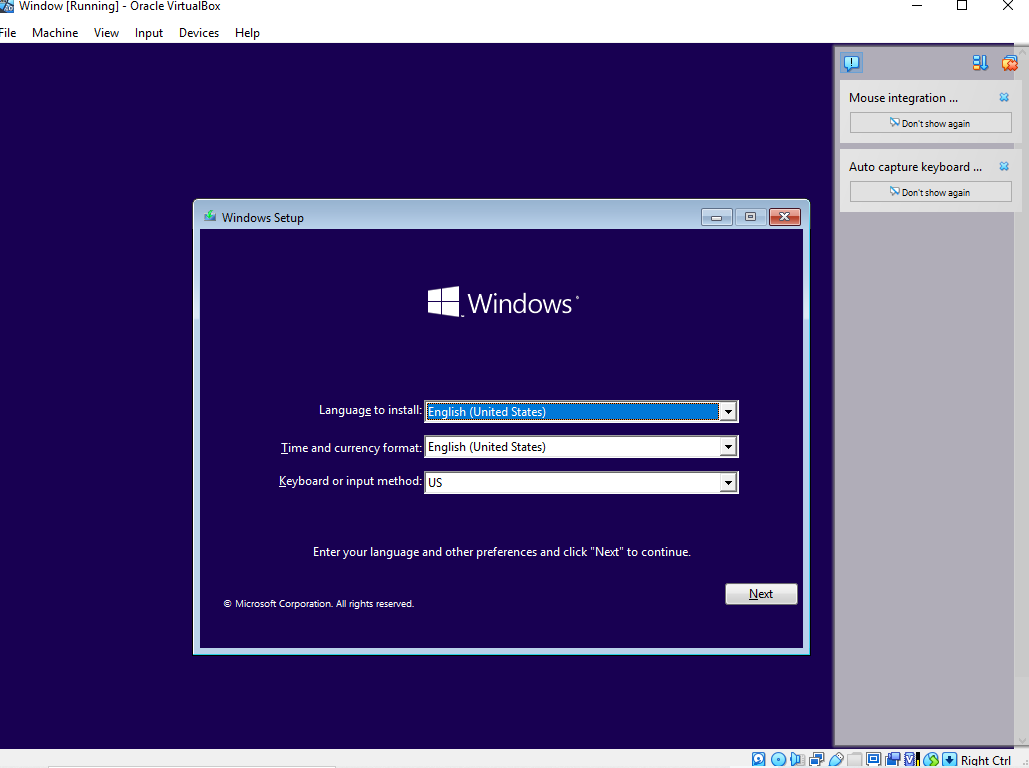 Window [Running] - Oracle VirtualBox
File Machine View Input Devices Help
Mouse integration ...
Don't show again
Auto capture keyboard ...
Don't show again
Windows Setup
Windows
Language to install: English (United States)
Time and currency format: English (United States)
Keyboard or input method: US
Enter your language and other preferences and click "Next" to continue.
Next
© Microsoft Corporation. All rights reserved.
Right Ctrl